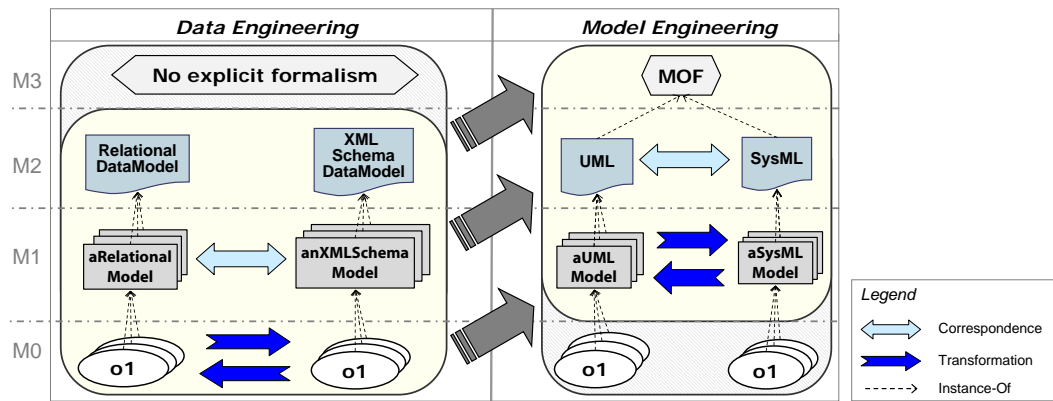 Data Engineering
Model Engineering
M3
No explicit formalism
MOF
M2
Relational
DataModel
XML
Schema
DataModel
UML
SysML
M1
aRelational
Model
anXMLSchema
Model
aUML
Model
aSysML
Model
M0
o1
o1
o1
o1
Legend
Correspondence
Transformation
Instance-Of